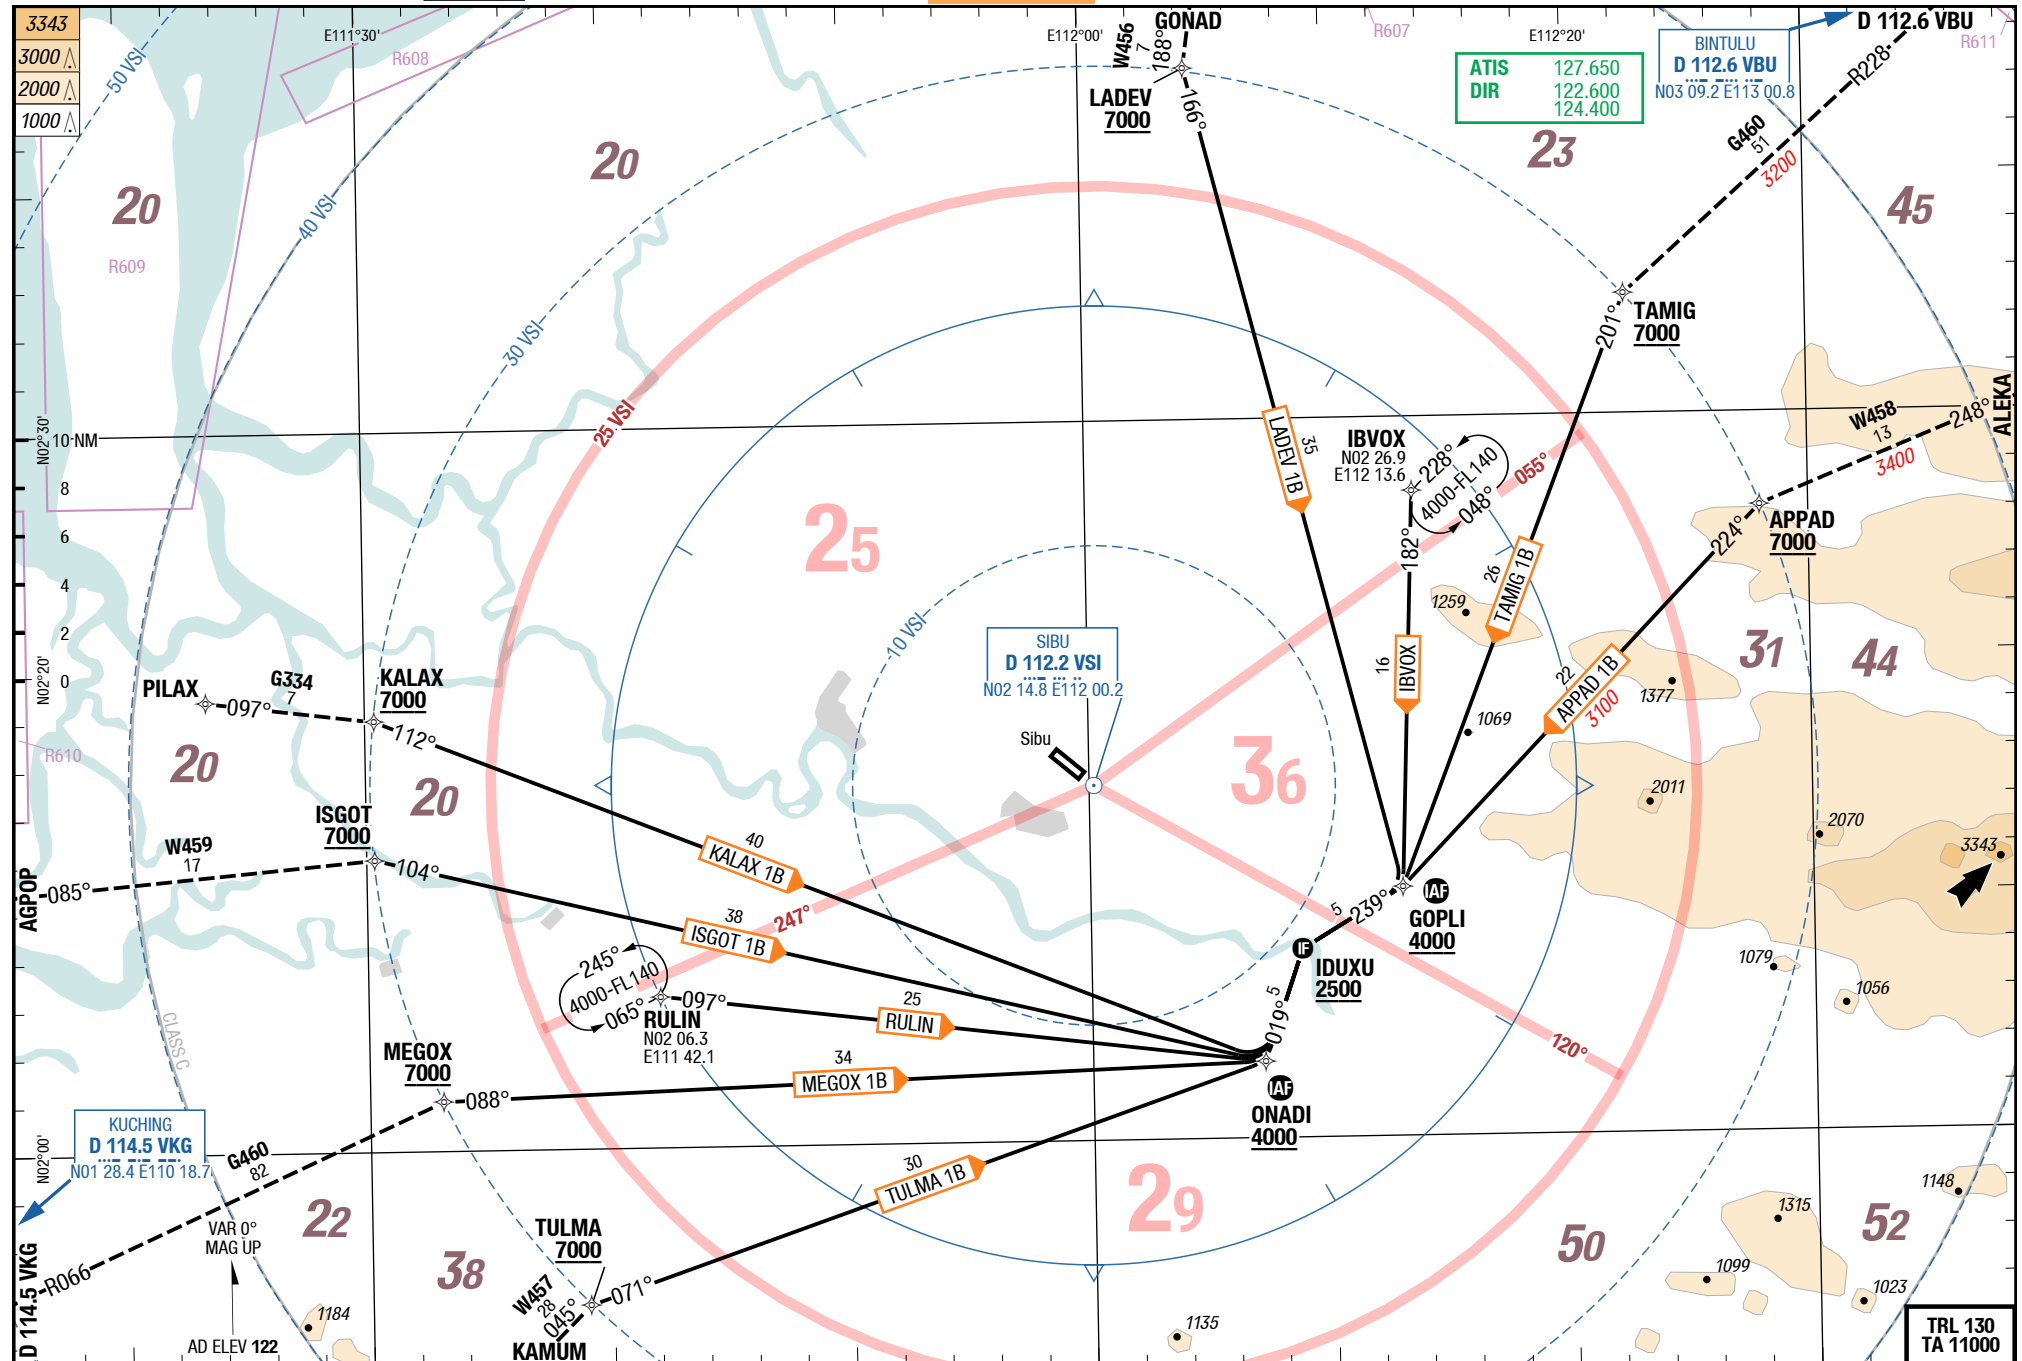 3343
3000
2000
1000
E111°30'
R608
50 VSI
40 VSI
20
R609
20
30 VSI
25 VSI
W456
7
188°
GONAD
E112°00'
LADEV
7000
166°
R607
E112°20'
ATIS 127.650
DIR 122.600
124.400
BINTULU
D 112.6 VBU
N03 09.2 E113 00.8
D 112.6 VBU
R611
R228
G460
51
3200
23
45
TAMIG
7000
201°
N02°30'
10 NM
8
6
4
2
0
N02°20'
LADEV 1B
35
IBVOX
N02 26.9
E112 13.6
228°
4000-FL140
048°
055°
182°
W458
13
3400
248°
ALEKA
APPAD
7000
224°
25
10 VSI
1259
26
TAMIG 1B
16
IBVOX
22
APPAD 1B
3100
31
44
1377
1069
SIBU
D 112.2 VSI
N02 14.8 E112 00.2
Sibu
36
PILAX
097°
G334
7
KALAX
7000
112°
R610
20
20
ISGOT
7000
104°
W459
17
085°
AGPOP
40
KALAX 1B
38
ISGOT 1B
247°
2011
2070
3343
5
239°
IAF
GOPLI
4000
IF
IDUXU
2500
5
019°
1079
1056
245°
4000-FL140
065°
RULIN
N02 06.3
E111 42.1
097°
25
RULIN
CLASS C
MEGOX
7000
088°
34
MEGOX 1B
IAF
ONADI
4000
120°
N02°00'
KUCHING
D 114.5 VKG
N01 28.4 E110 18.7
G460
82
R066
D 114.5 VKG
VAR 0°
MAG UP
AD ELEV 122
22
38
1184
TULMA
7000
071°
W457
28
045°
KAMUM
30
TULMA 1B
29
50
52
1148
1315
1099
1023
1135
TRL 130
TA 11000